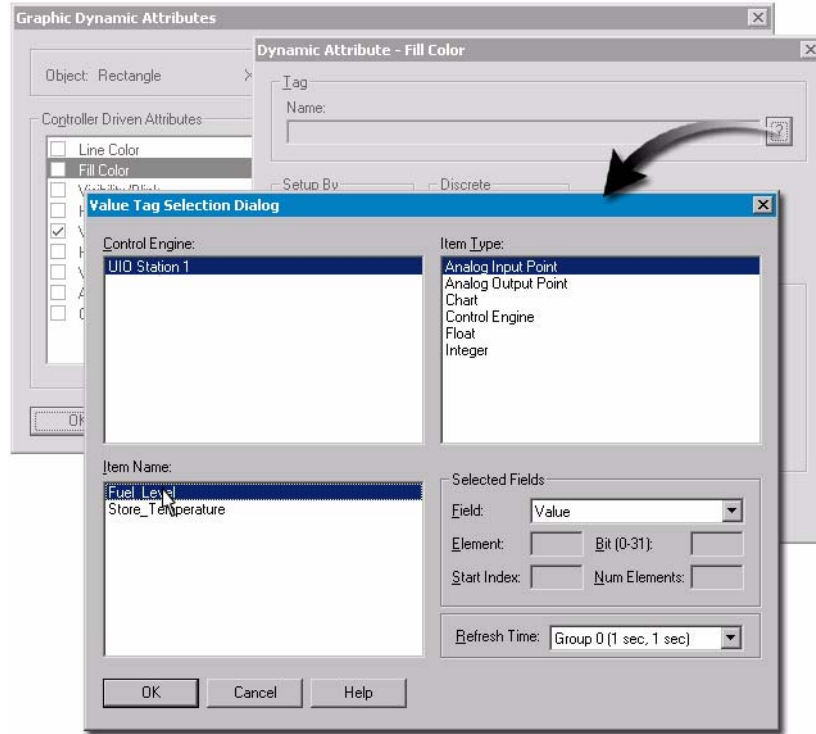 Graphic Dynamic Attributes
Object: Rectangle
Controller Driven Attributes
Line Color
Fill Color
Dynamic Attribute - Fill Color
Tag
Name:
?
Setup By
Discrete
Value Tag Selection Dialog
Control Engine:
UIO Station 1
Item Type:
Analog Input Point
Analog Output Point
Chart
Control Engine
Float
Integer
Item Name:
Fuel_Level
Store_Temperature
Selected Fields
Field: Value
Element: Bit (0-31):
Start Index: Num Elements:
Refresh Time: Group 0 (1 sec, 1 sec)
OK Cancel Help
OK